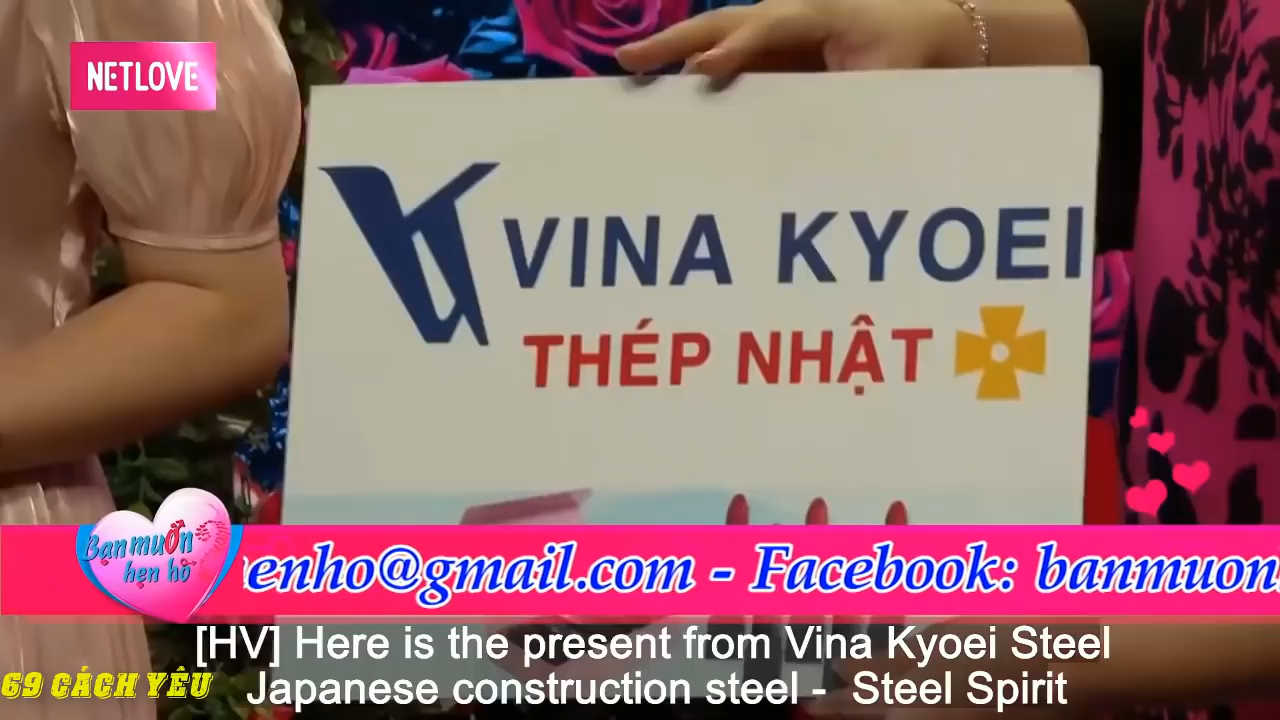 NETLOVE
VINA KYOEI
THÉP NHẬT
Bạn muốn
hẹn hò
enho@gmail.com - Facebook: banmuon
[HV] Here is the present from Vina Kyoei Steel
69 CÁCH YÊU
Japanese construction steel - Steel Spirit